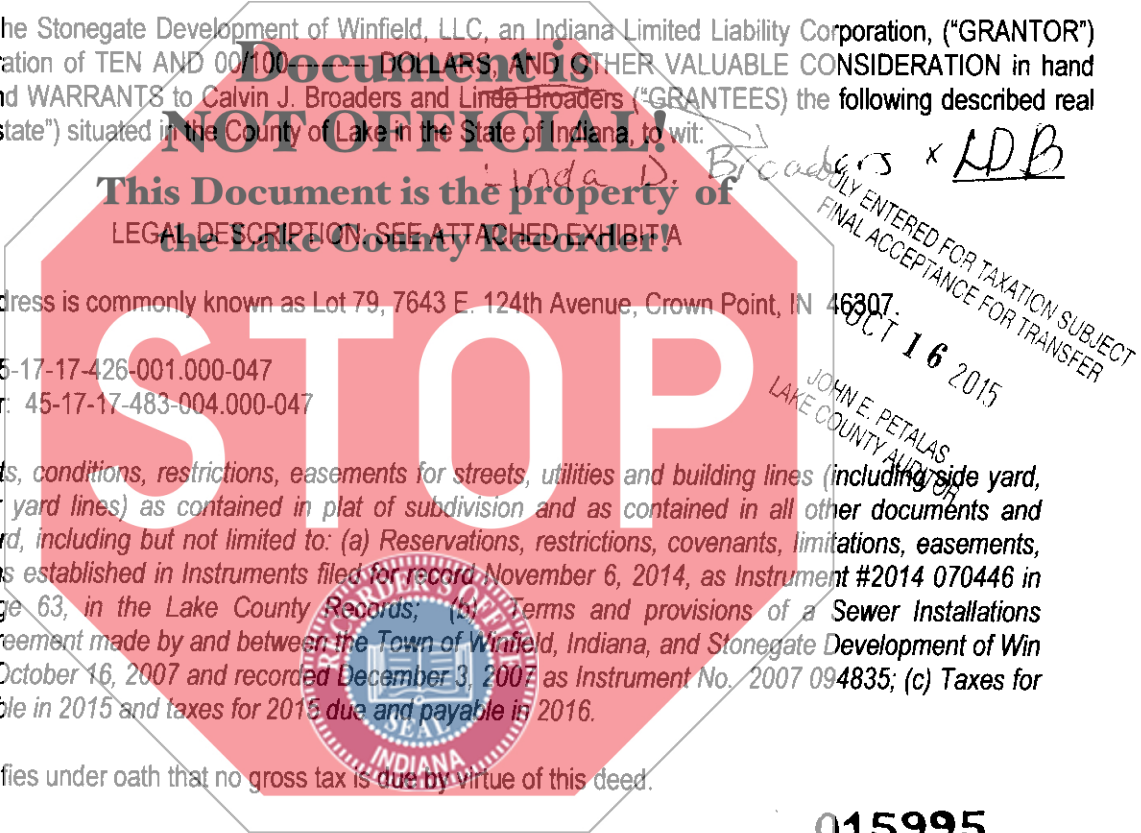 he Stonegate Development of Winfield, LLC, an Indiana Limited Liability Corporation, ("GRANTOR")
ation of TEN AND 00/100-------- DOLLARS, AND OTHER VALUABLE CONSIDERATION in hand
nd WARRANTS to Calvin J. Broaders and Linda Broaders ("GRANTEES) the following described real
state") situated in the County of Lake in the State of Indiana, to wit:
Linda D. Broaders x LDB
Document is
NOT OFFICIAL!
This Document is the property of
the Lake County Recorder!
LEGAL DESCRIPTION: SEE ATTACHED EXHIBIT A
DULY ENTERED FOR TAXATION SUBJECT
FINAL ACCEPTANCE FOR TRANSFER
OCT 16 2015
JOHN E. PETALAS
LAKE COUNTY AUDITOR
dress is commonly known as Lot 79, 7643 E. 124th Avenue, Crown Point, IN 46307.
5-17-17-426-001.000-047
r: 45-17-17-483-004.000-047
STOP
ts, conditions, restrictions, easements for streets, utilities and building lines (including side yard,
r yard lines) as contained in plat of subdivision and as contained in all other documents and
rd, including but not limited to: (a) Reservations, restrictions, covenants, limitations, easements,
s established in Instruments filed for record November 6, 2014, as Instrument #2014 070446 in
ge 63, in the Lake County Records; (b) Terms and provisions of a Sewer Installations
reement made by and between the Town of Winfield, Indiana, and Stonegate Development of Win
October 16, 2007 and recorded December 3, 2007 as Instrument No. 2007 094835; (c) Taxes for
le in 2015 and taxes for 2015 due and payable in 2016.
RECORDER'S OFFICE
SEAL
INDIANA
fies under oath that no gross tax is due by virtue of this deed.
015995